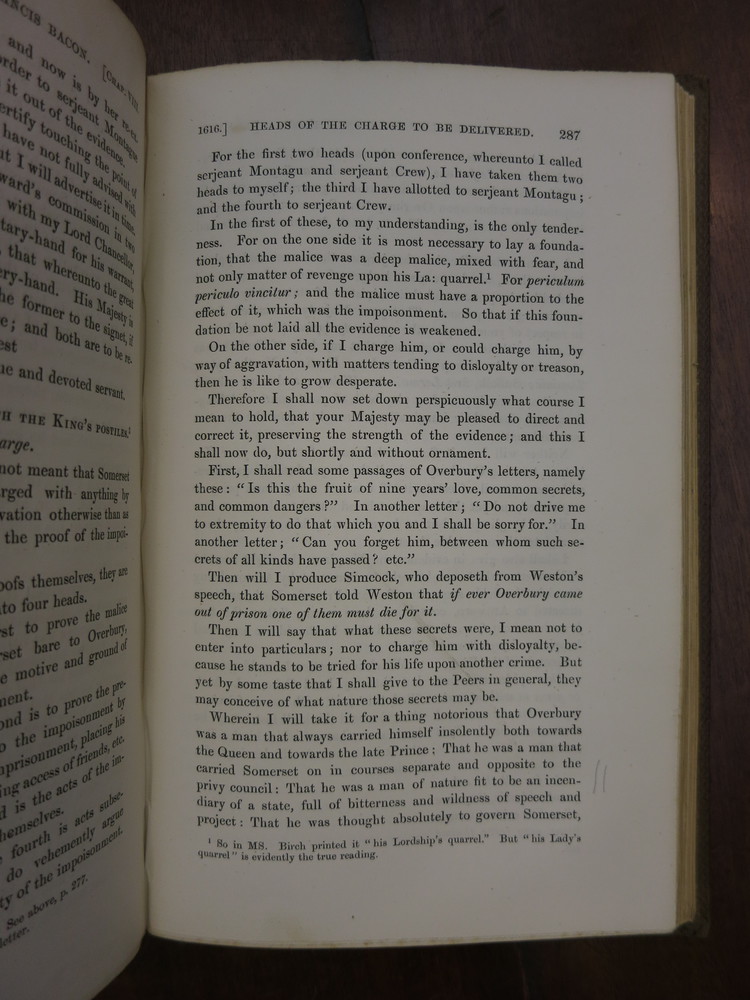 NCIS BACON. [CHAP. VIII.
and now is by her re-ex.
order to serjeant Montague
it out of the evidence.
certify touching the point of
have not fully advised with
but I will advertise it in time.
ward's commission in two
with my Lord Chancellor,
tary-hand for his warrant,
that whereunto the great
ery-hand. His Majesty is
he former to the signet, if
e; and both are to be re-
est
ue and devoted servant.
H THE KING'S POSTILES.¹
arge.
not meant that Somerset
rged with anything by
vation otherwise than as
the proof of the impoi-
oofs themselves, they are
to four heads.
st to prove the malice
rset bare to Overbury,
e motive and ground of
ment.
ond is to prove the pre-
o the impoisonment by
mprisonment, placing his
ing access of friends, etc.
d is the acts of the im-
hemselves.
fourth is acts subse-
do vehemently argue
ty of the impoisonment.
See above, p. 277.
letter.
1616.] HEADS OF THE CHARGE TO BE DELIVERED. 287
For the first two heads (upon conference, whereunto I called
serjeant Montagu and serjeant Crew), I have taken them two
heads to myself; the third I have allotted to serjeant Montagu;
and the fourth to serjeant Crew.
In the first of these, to my understanding, is the only tender-
ness. For on the one side it is most necessary to lay a founda-
tion, that the malice was a deep malice, mixed with fear, and
not only matter of revenge upon his La: quarrel.¹ For periculum
periculo vincitur; and the malice must have a proportion to the
effect of it, which was the impoisonment. So that if this foun-
dation be not laid all the evidence is weakened.
On the other side, if I charge him, or could charge him, by
way of aggravation, with matters tending to disloyalty or treason,
then he is like to grow desperate.
Therefore I shall now set down perspicuously what course I
mean to hold, that your Majesty may be pleased to direct and
correct it, preserving the strength of the evidence; and this I
shall now do, but shortly and without ornament.
First, I shall read some passages of Overbury's letters, namely
these: "Is this the fruit of nine years' love, common secrets,
and common dangers?" In another letter; "Do not drive me
to extremity to do that which you and I shall be sorry for." In
another letter; "Can you forget him, between whom such se-
crets of all kinds have passed? etc."
Then will I produce Simcock, who deposeth from Weston's
speech, that Somerset told Weston that if ever Overbury came
out of prison one of them must die for it.
Then I will say that what these secrets were, I mean not to
enter into particulars; nor to charge him with disloyalty, be-
cause he stands to be tried for his life upon another crime. But
yet by some taste that I shall give to the Peers in general, they
may conceive of what nature those secrets may be.
Wherein I will take it for a thing notorious that Overbury
was a man that always carried himself insolently both towards
the Queen and towards the late Prince: That he was a man that
carried Somerset on in courses separate and opposite to the
privy council: That he was a man of nature fit to be an incen-
diary of a state, full of bitterness and wildness of speech and
project: That he was thought absolutely to govern Somerset,
¹ So in MS. Birch printed it "his Lordship's quarrel." But "his Lady's
quarrel" is evidently the true reading.